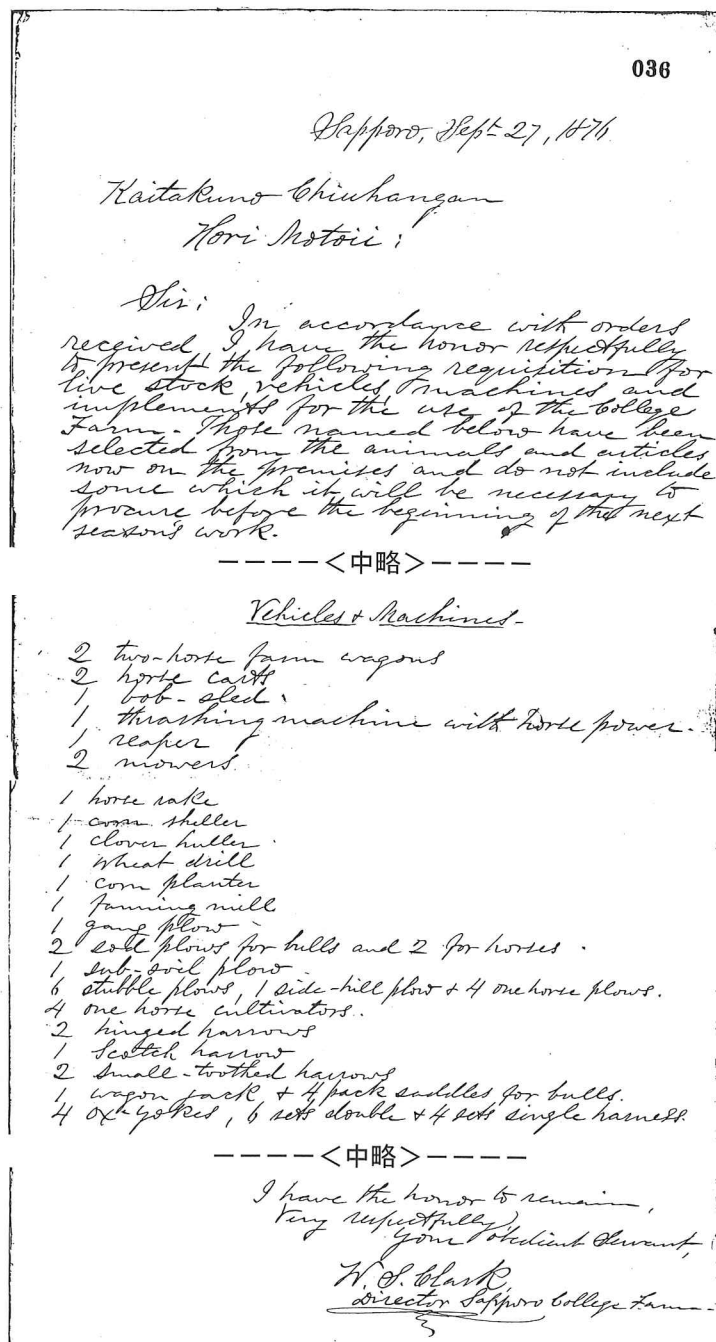 036
Sapporo, Sept 27, 1876
Kaitakuno Chiuhangan
Hori Motoii :
Sir :
In accordance with orders
received, I have the honor respectfully
to present the following requisition for
live stock, vehicles, machines and
implements for the use of the College
Farm. Those named below have been
selected from the animals and articles
now on the premises and do not include
some which it will be necessary to
procure before the beginning of the next
season's work.
－－－－＜中略＞－－－－
Vehicles & Machines -
2 two-horse farm wagons
2 horse carts
1 bob-sled.
1 thrashing machine with horse power.
1 reaper
2 mowers.
1 horse rake
1 corn sheller
1 clover huller
1 wheat drill
1 corn planter
1 fanning mill
1 gang plow
2 sod plows for bulls and 2 for horses.
1 sub-soil plow
6 stubble plows, 1 side-hill plow & 4 one horse plows.
4 one horse cultivators.
2 hinged harrows
1 Scotch harrow
2 small-toothed harrows
1 wagon jack & 4 pack saddles for bulls.
4 ox-yokes, 6 sets double & 4 sets single harness.
－－－－＜中略＞－－－－
I have the honor to remain,
Very respectfully,
Your obedient Servant,
W. S. Clark,
Director Sapporo College Farm.